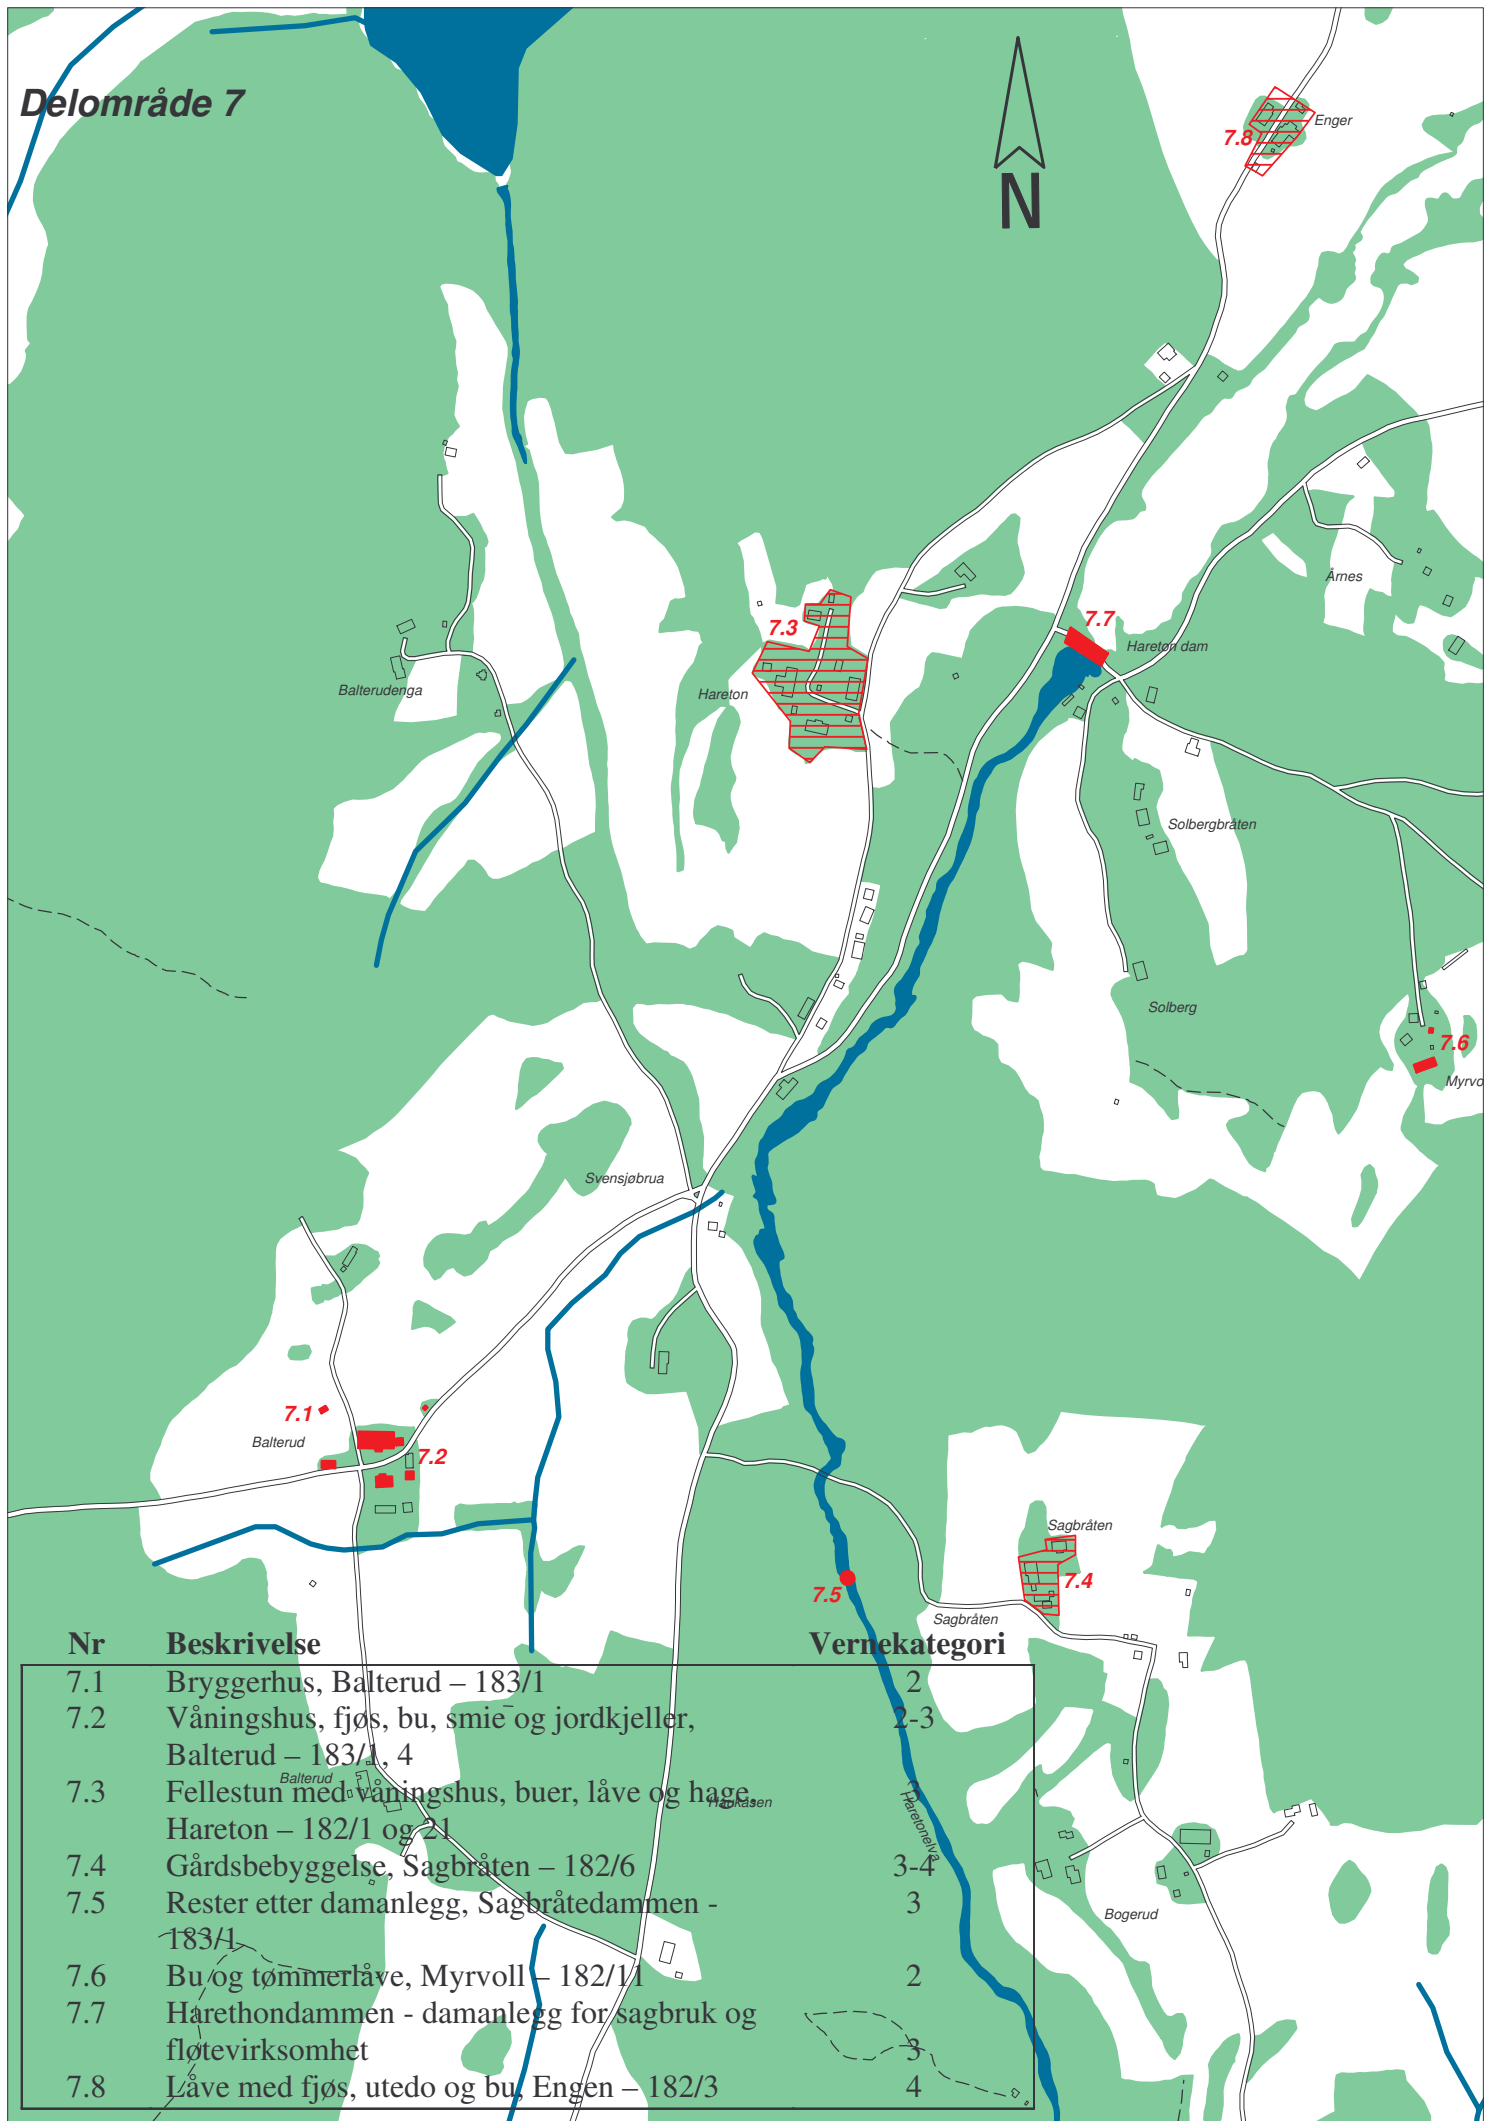 Delområde 7
N
Enger
7.8
Årnes
7.7
Hareton dam
7.3
Hareton
Balterudenga
Solbergbråten
Solberg
7.6
Myrvo
Svensjøbrua
7.1
Balterud
7.2
Sagbråten
7.4
7.5
Sagbråten
Nr Beskrivelse Vernekategori
7.1 Bryggerhus, Balterud – 183/1 2
7.2 Våningshus, fjøs, bu, smie og jordkjeller, 2-3
Balterud – 183/1, 4
Balterud
7.3 Fellestun med våningshus, buer, låve og hage, 3
Haukåsen
Haretonelva
Hareton – 182/1 og 21
7.4 Gårdsbebyggelse, Sagbråten – 182/6 3-4
7.5 Rester etter damanlegg, Sagbråtedammen - 3
183/1
Bogerud
7.6 Bu og tømmerlåve, Myrvoll – 182/11 2
7.7 Harethondammen - damanlegg for sagbruk og
fløtevirksomhet 3
7.8 Låve med fjøs, utedo og bu, Engen – 182/3 4